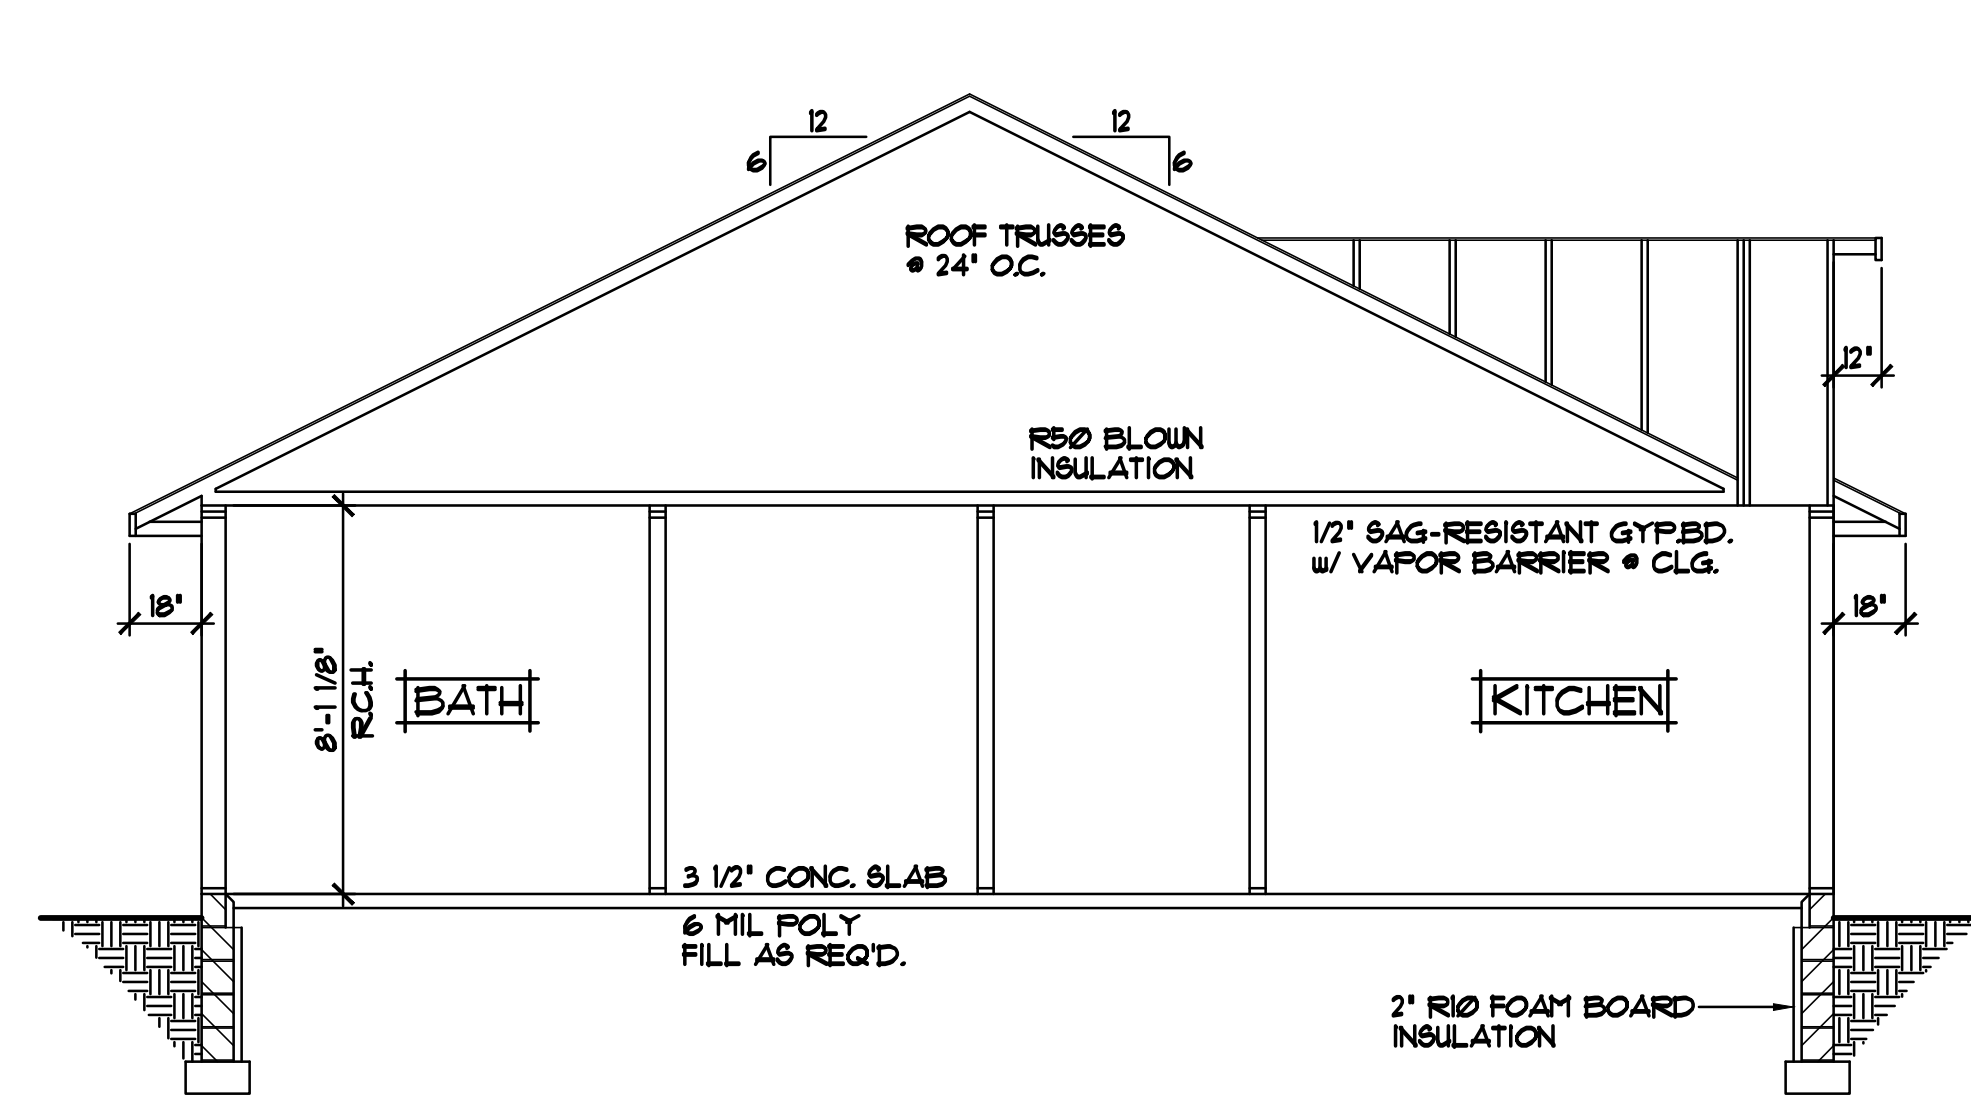 12
12
6
6
ROOF TRUSSES
@ 24" O.C.
12"
R50 BLOWN
INSULATION
1/2" SAG-RESISTANT GYP.BD.
w/ VAPOR BARRIER @ CLG.
18"
18"
8'-1 1/8"
R.C.H.
BATH
KITCHEN
3 1/2" CONC. SLAB
6 MIL POLY
FILL AS REQ'D.
2" R10 FOAM BOARD
INSULATION